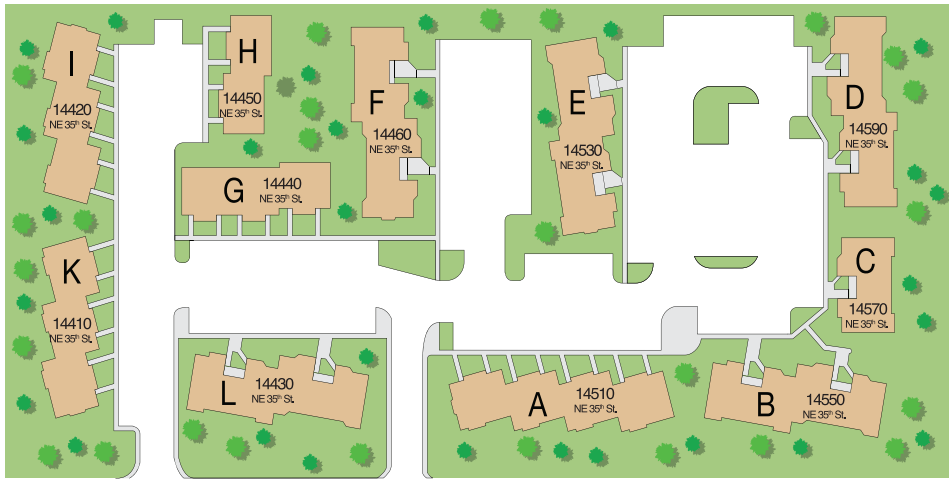 I
14420
NE 35th St.
H
14450
NE 35th St.
F
14460
NE 35th St.
E
14530
NE 35th St.
D
14590
NE 35th St.
G
14440
NE 35th St.
K
14410
NE 35th St.
C
14570
NE 35th St.
L
14430
NE 35th St.
A
14510
NE 35th St.
B
14550
NE 35th St.